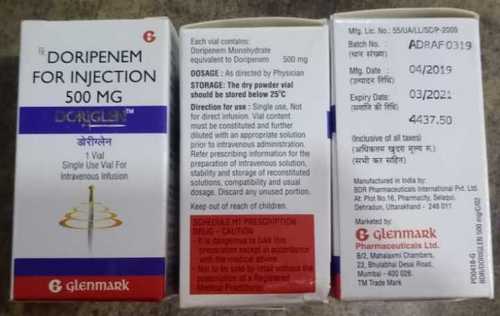 Rx
G
DORIPENEM
FOR INJECTION
500 MG
DORIGLEN™
डोरीग्लेन
1 Vial
Single Use Vial For
Intravenous Infusion
G Glenmark
Each vial contains:
Doripenem Monohydrate
equivalent to Doripenem 500 mg
DOSAGE : As directed by Physician
STORAGE: The dry powder vial
should be stored below 25°C
Direction for use : Single use, Not
for direct infusion. Vial content
must be constituted and further
diluted with an appropriate solution
prior to intravenous administration.
Refer prescribing information for the
preparation of intravenous solution,
stability and storage of reconstituted
solutions, compatibility and usual
dosage. Discard any unused portion.
Keep out of reach of children.
SCHEDULE H1 PRESCRIPTION
DRUG - CAUTION
- It is dangerous to take this
preparation except in accordance
with the medical advice.
- Not to be sold by retail without the
prescription of a Registered
Medical Practitioner.
Mfg. Lic. No.: 55/UA/LL/SC/P-2009
Batch No. : ADRAF0319
Mfg. Date : 04/2019
(उत्पादन तिथि)
Expiry Date: 03/2021
4437.50
(Inclusive of all taxes)
(अधिकतम खुदरा मूल्य रु.)
(सभी कर सहित)
Manufactured in India by:
BDR Pharmaceuticals International Pvt. Ltd.
At: Plot No.16, Pharmacity, Selaqui,
Dehradun, Uttarakhand - 248 011
Marketed by:
G Glenmark
Pharmaceuticals Ltd.
B/2, Mahalaxmi Chambers,
22, Bhulabhai Desai Road,
Mumbai - 400 026.
TM Trade Mark